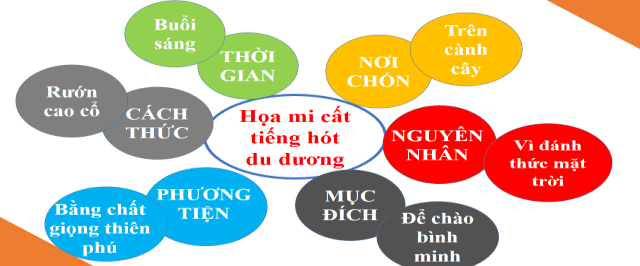 Buổi
sáng
THỜI
GIAN
NƠI
CHỐN
Trên
cành
cây
Rướn
cao cổ
CÁCH
THỨC
Họa mi cất
tiếng hót
du dương
NGUYÊN
NHÂN
Vì đánh
thức mặt
trời
PHƯƠNG
TIỆN
Bằng chất
giọng thiên
phú
MỤC
ĐÍCH
Để chào
bình
minh